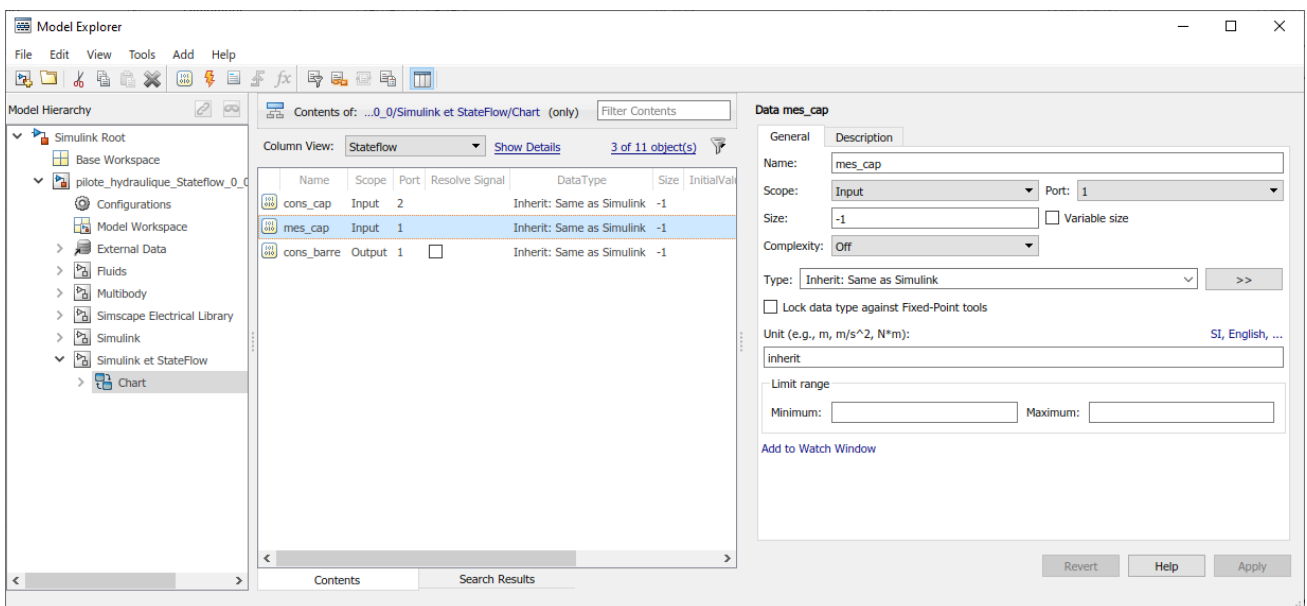 Model Explorer
File Edit View Tools Add Help
Model Hierarchy
Simulink Root
Base Workspace
pilote_hydraulique_Stateflow_0_0
Configurations
Model Workspace
External Data
Fluids
Multibody
Simscape Electrical Library
Simulink
Simulink et StateFlow
Chart
Contents of: ...0_0/Simulink et StateFlow/Chart (only) Filter Contents
Column View: Stateflow Show Details 3 of 11 object(s)
Name Scope Port Resolve Signal DataType Size InitialValu
cons_cap Input 2 Inherit: Same as Simulink -1
mes_cap Input 1 Inherit: Same as Simulink -1
cons_barre Output 1 Inherit: Same as Simulink -1
Contents Search Results
Data mes_cap
General Description
Name: mes_cap
Scope: Input Port: 1
Size: -1 Variable size
Complexity: Off
Type: Inherit: Same as Simulink >>
Lock data type against Fixed-Point tools
Unit (e.g., m, m/s^2, N*m): SI, English, ...
inherit
Limit range
Minimum: Maximum:
Add to Watch Window
Revert Help Apply